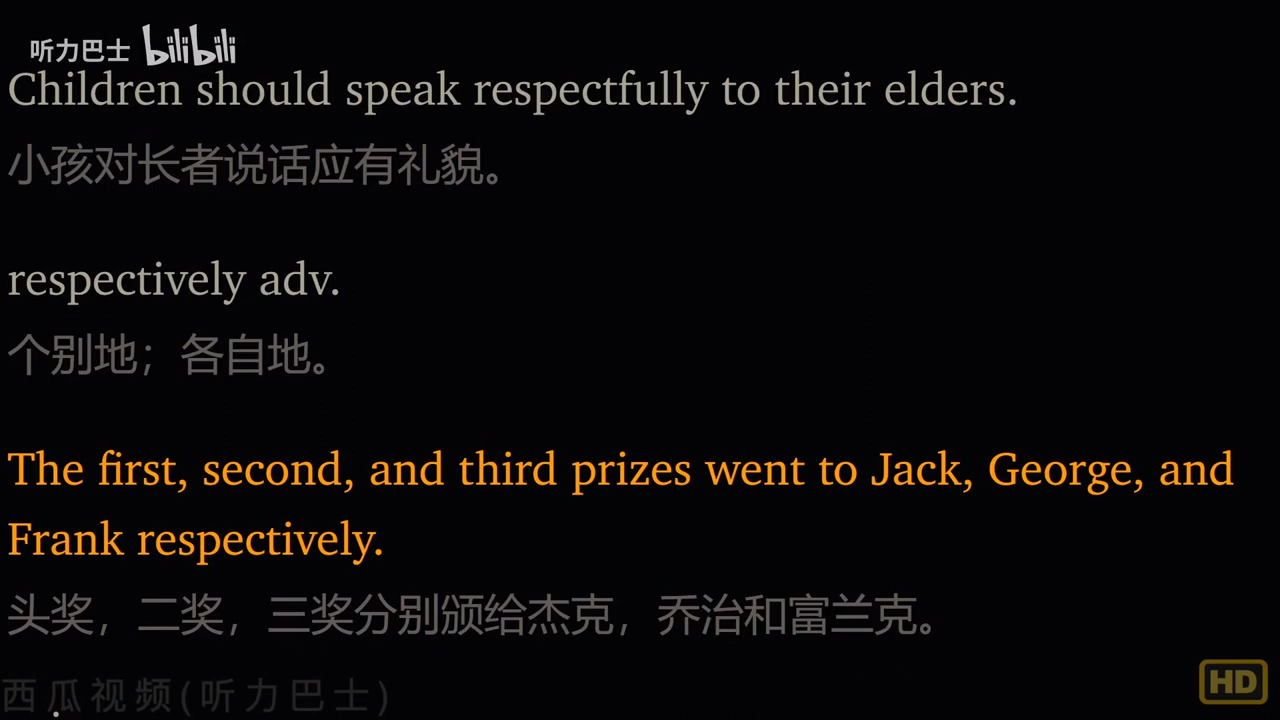 听力巴士 bilibili
Children should speak respectfully to their elders.
小孩对长者说话应有礼貌。
respectively adv.
个别地；各自地。
The first, second, and third prizes went to Jack, George, and
Frank respectively.
头奖，二奖，三奖分别颁给杰克，乔治和富兰克。
西瓜视频(听力巴士)
HD